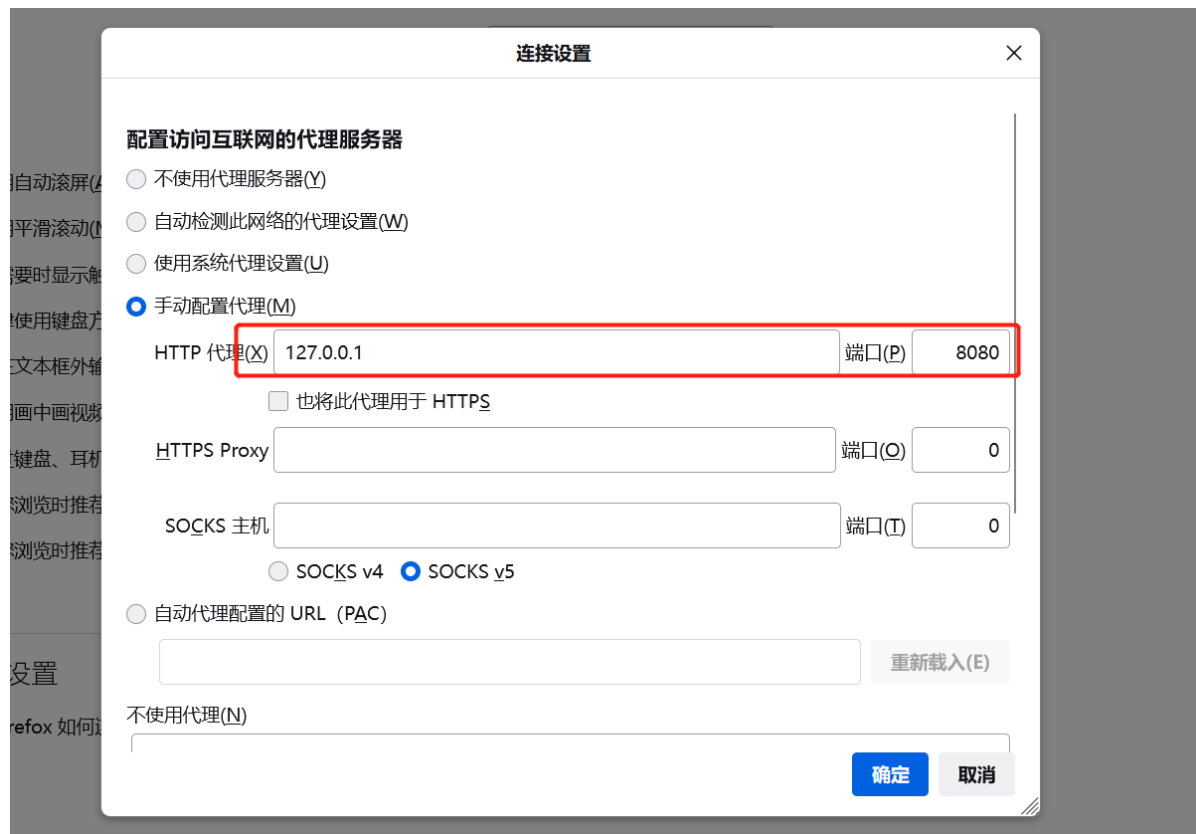 连接设置
配置访问互联网的代理服务器
不使用代理服务器(Y)
自动滚屏(
自动检测此网络的代理设置(W)
平滑滚动(
使用系统代理设置(U)
要时显示触
手动配置代理(M)
使用键盘方
HTTP 代理(X) 127.0.0.1 端口(P) 8080
文本框外输
也将此代理用于 HTTPS
画中画视频
HTTPS Proxy 端口(O) 0
键盘、耳机
浏览时推荐
SOCKS 主机 端口(T) 0
浏览时推荐
SOCKS v4 SOCKS v5
自动代理配置的 URL（PAC）
重新载入(E)
设置
不使用代理(N)
refox 如何
确定 取消